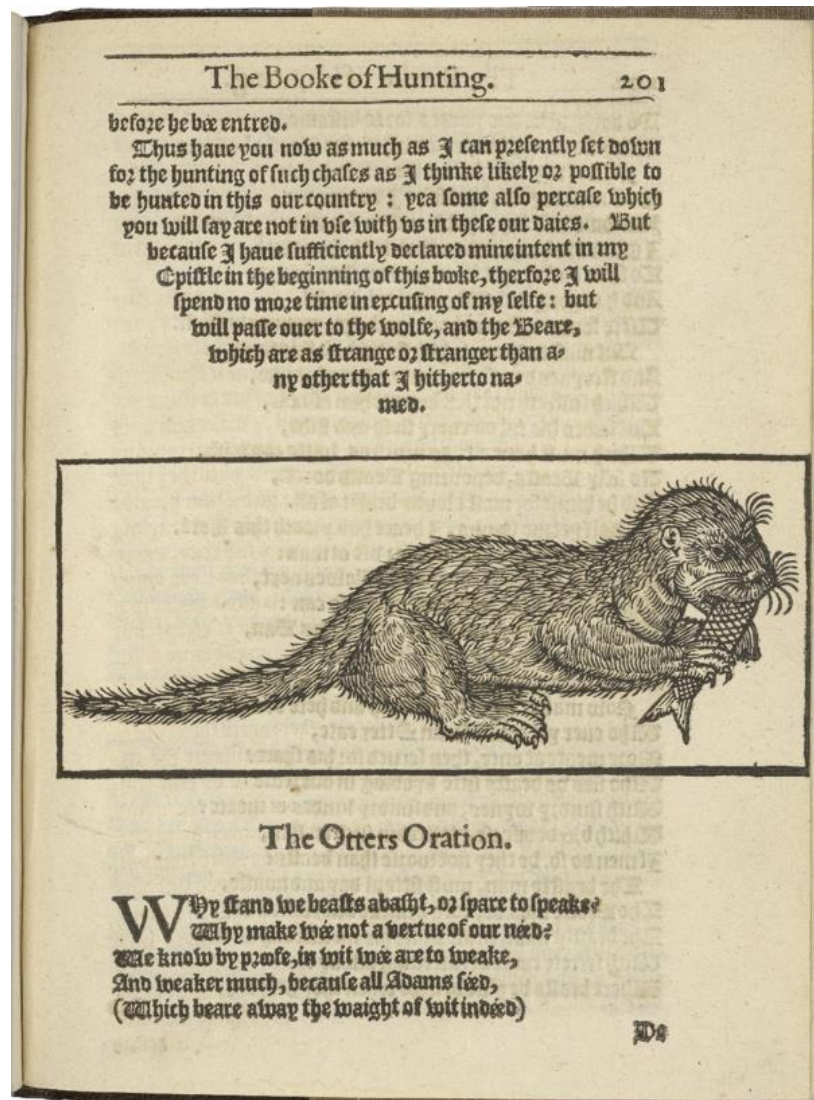 The Booke of Hunting. 201
before he bee entred.
Thus haue you now as much as I can presently set down
for the hunting of such chases as I thinke likely or possible to
be hunted in this our country : yea some also percase which
you will say are not in vse with vs in these our daies. But
because I haue sufficiently declared mine intent in my
Epistle in the beginning of this booke, therfore I will
spend no more time in excusing of my selfe : but
will passe ouer to the wolfe, and the Beare,
which are as strange or stranger than a-
ny other that I hitherto na-
med.
The Otters Oration.
WHy stand we beasts abasht, or spare to speake?
Why make wee not a vertue of our need?
We know by proofe, in wit wee are to weake,
And weaker much, because all Adams seed,
(Which beare away the waight of wit indeed)
Do